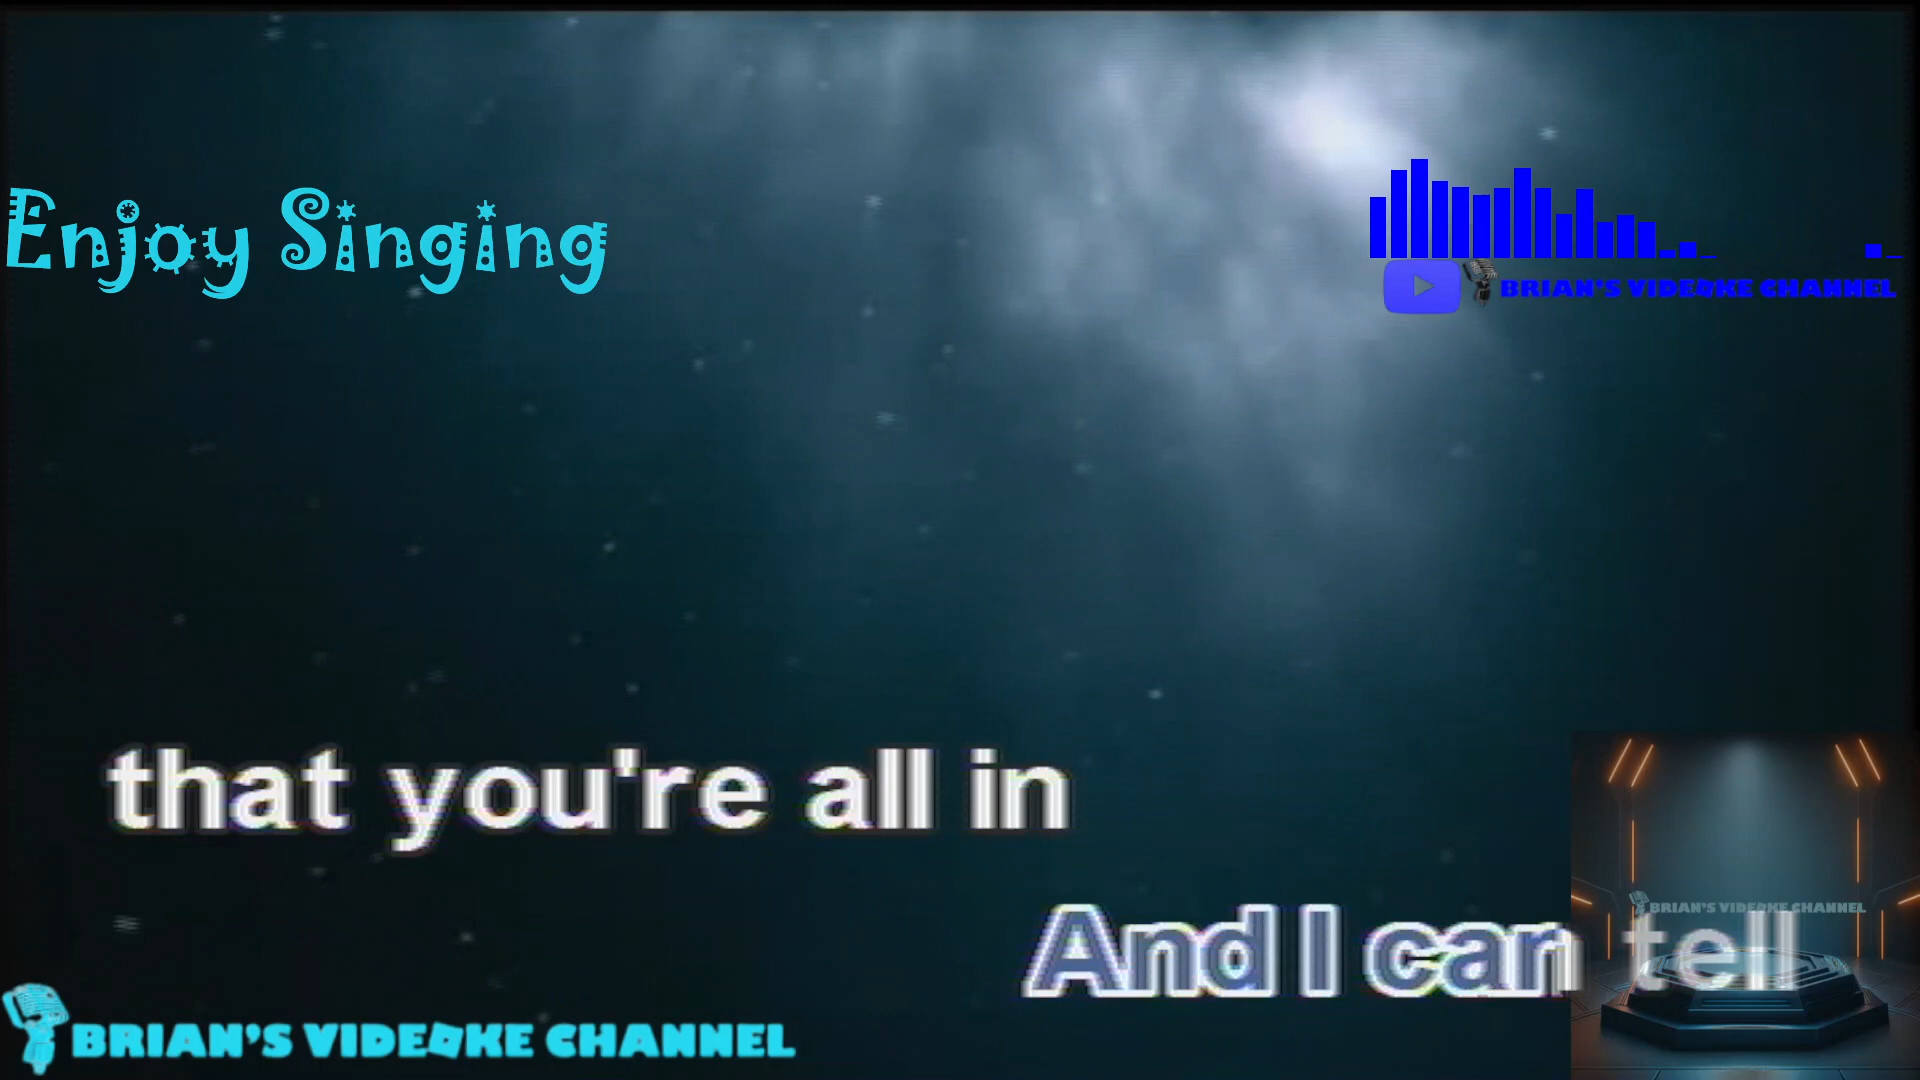 Enjoy Singing
BRIAN'S VIDEOKE CHANNEL
that you're all in
And I can tell
BRIAN'S VIDEOKE CHANNEL
BRIAN'S VIDEOKE CHANNEL